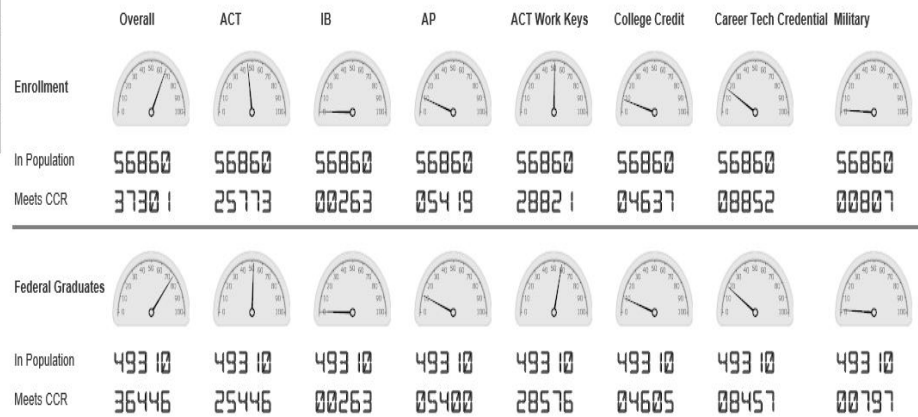 Overall ACT IB AP ACT Work Keys College Credit Career Tech Credential Military
Enrollment
In Population 56860 56860 56860 56860 56860 56860 56860 56860
Meets CCR 37301 25773 00263 05419 28821 04637 08852 00807
Federal Graduates
In Population 49310 49310 49310 49310 49310 49310 49310 49310
Meets CCR 36446 25446 00263 05400 28576 04605 08457 00797